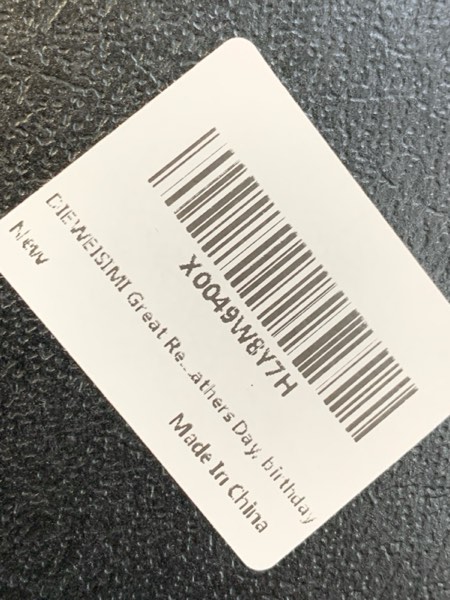 X0049W8Y7H
DIEWEISIMI Great Re...athers Day, birthday
New
Made In China